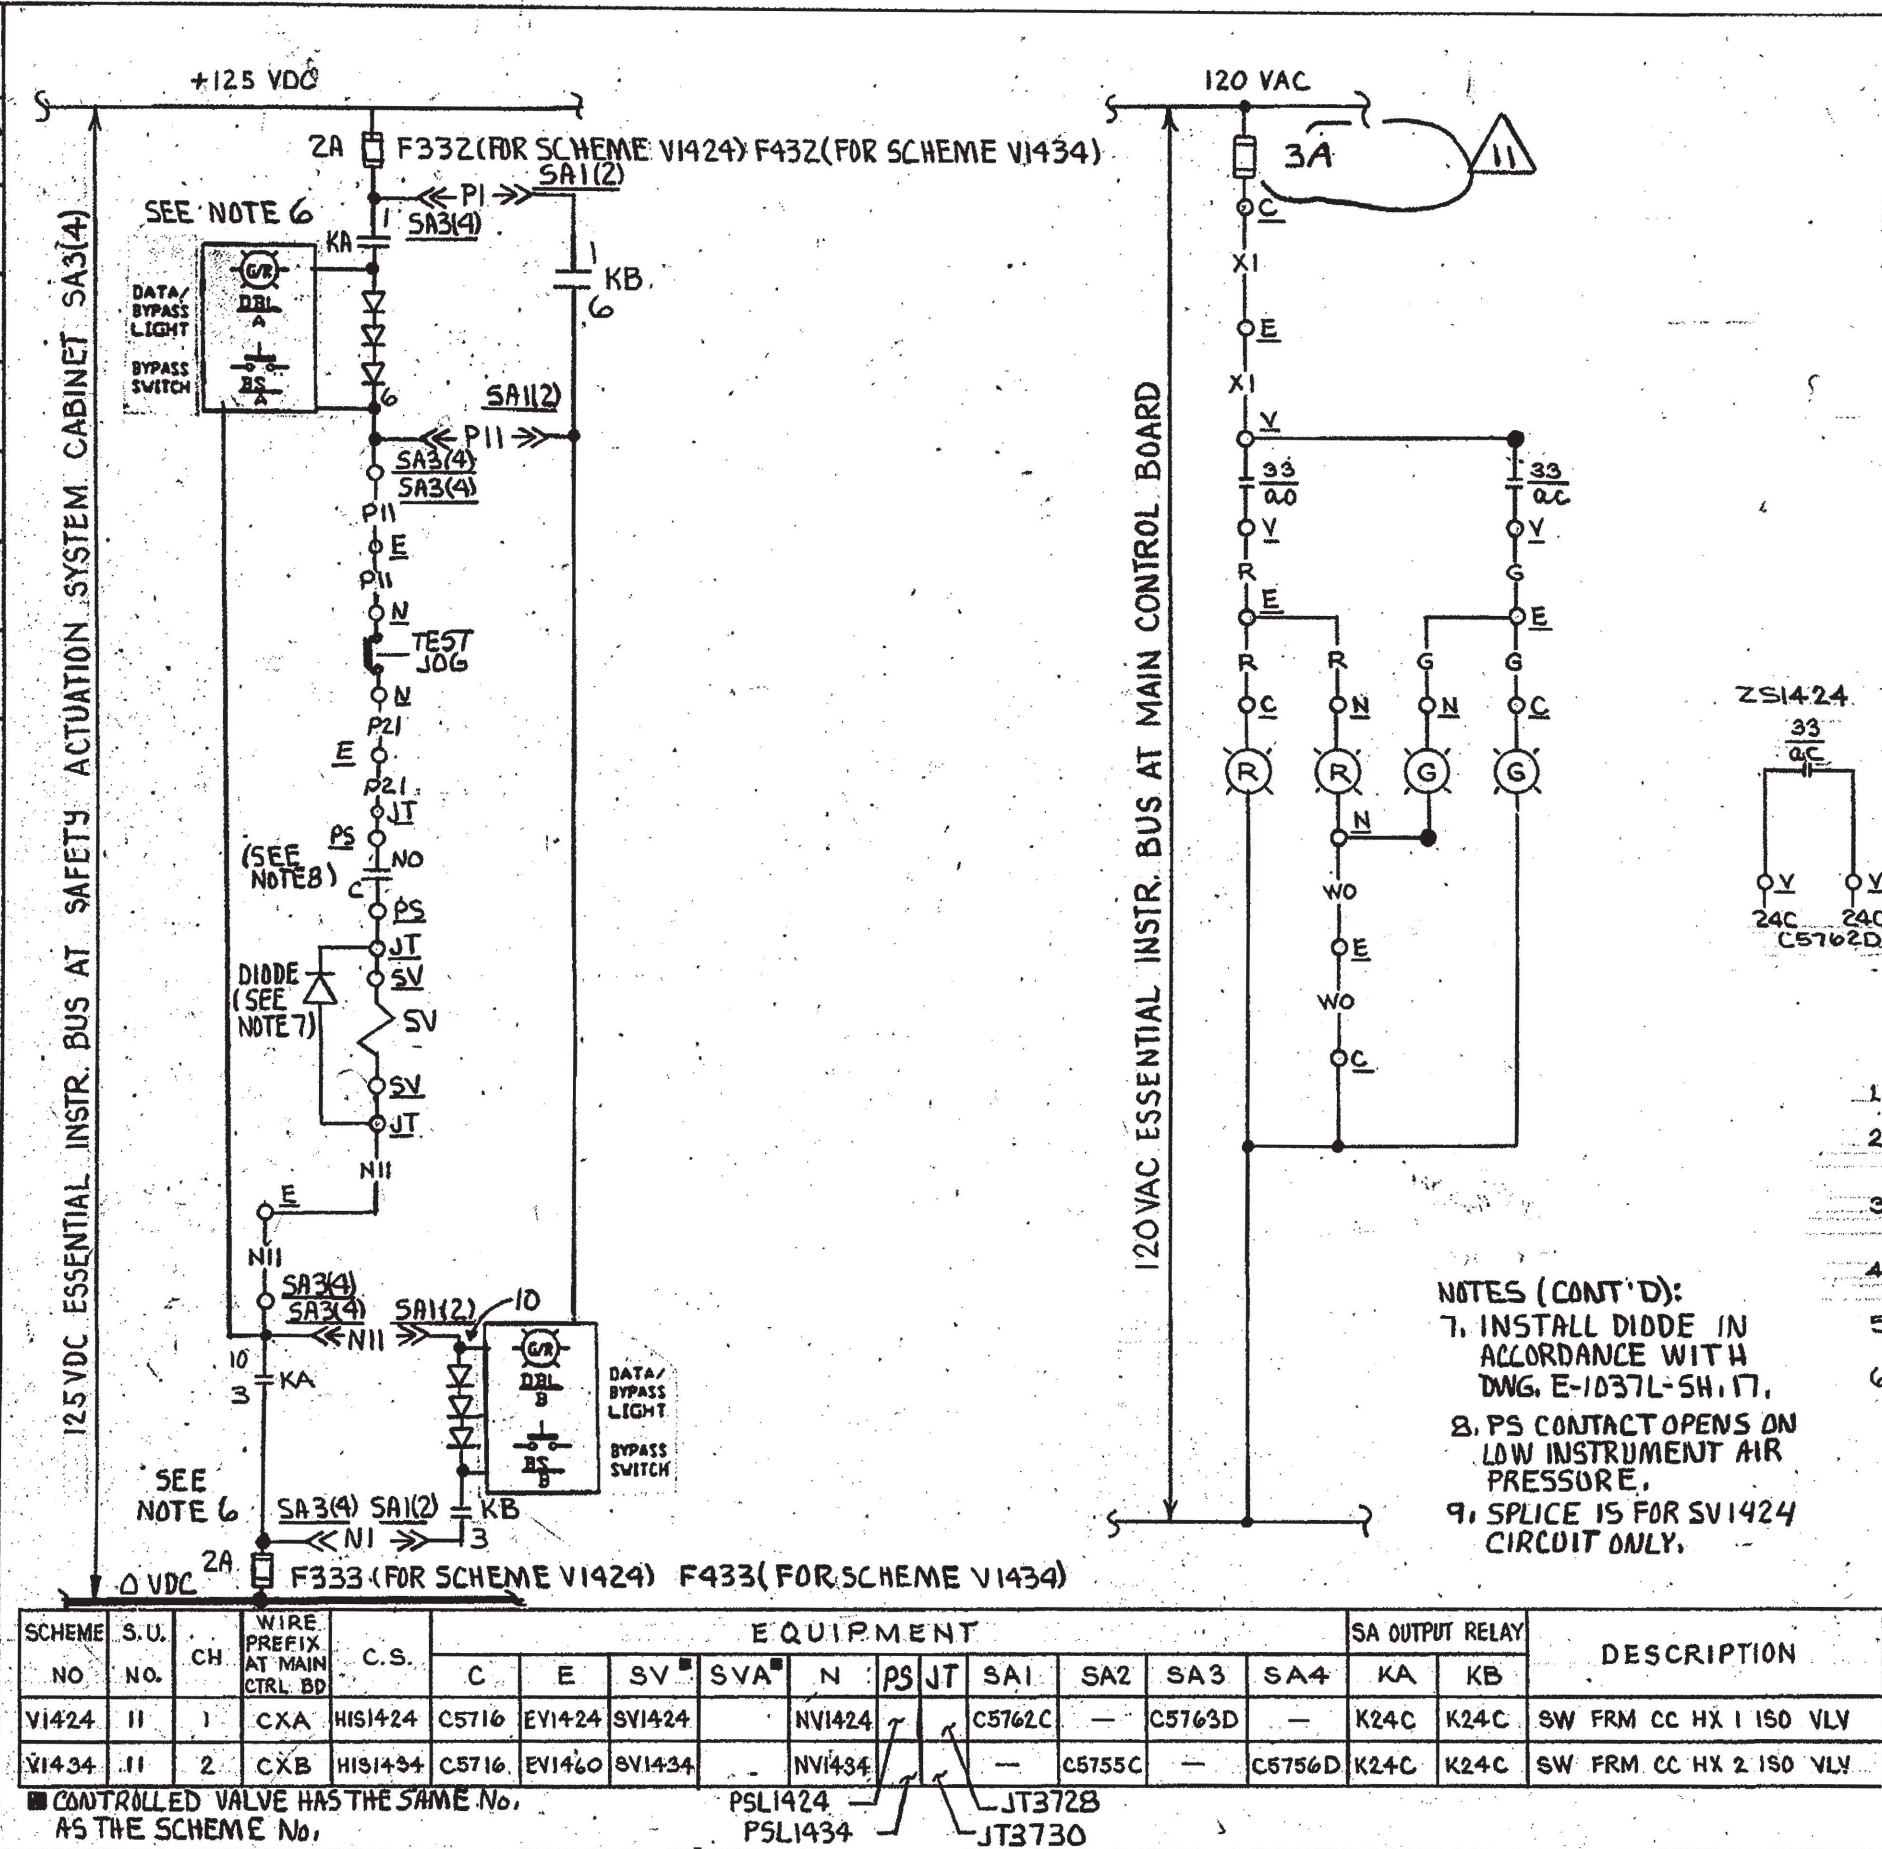 +125 VDC
2A F332(FOR SCHEME V1424) F432(FOR SCHEME V1434)
P1 SA1(2)
SA3(4)
SEE NOTE 6
1
KA
G/R
DBL
A
DATA/
BYPASS
LIGHT
BYPASS
SWITCH
BS
A
6
1
KB
6
SA1(2)
P11
SA3(4)
SA3(4)
P11
E
P11
N
TEST
JOG
N
P21
E
P21
JT
PS
NO
(SEE
NOTE 8)
C
PS
JT
SV
DIODE
(SEE
NOTE 7)
SV
SV
JT
N11
E
N11
SA3(4)
SA3(4) SA1(2) 10
N11
10
3 KA
G/R
DBL
B
DATA/
BYPASS
LIGHT
BS
B
BYPASS
SWITCH
SEE
NOTE 6
SA3(4) SA1(2) KB
N1 3
2A F333 (FOR SCHEME V1424) F433(FOR SCHEME V1434)
0 VDC
125 VDC ESSENTIAL INSTR. BUS AT SAFETY ACTUATION SYSTEM CABINET SA3(4)
120 VAC
3A
11
C
X1
E
X1
V
33
ao
33
ac
V V
R G
E E
R R G G
C N N C
R R G G
N
WO
E
WO
C
120VAC ESSENTIAL INSTR. BUS AT MAIN CONTROL BOARD
ZS1424
33
ac
V V
24C 24C
C5762D
1
2
3
4
5
6
NOTES (CONT'D):
7. INSTALL DIODE IN
ACCORDANCE WITH
DWG. E-1037L-SH.17.
8. PS CONTACT OPENS ON
LOW INSTRUMENT AIR
PRESSURE.
9. SPLICE IS FOR SV1424
CIRCUIT ONLY.
SCHEME NO S.U. NO. CH WIRE PREFIX AT MAIN CTRL BD C.S. EQUIPMENT SA OUTPUT RELAY DESCRIPTION
C E SV■ SVA■ N PS JT SA1 SA2 SA3 SA4 KA KB
V1424 11 1 CXA HIS1424 C5716 EV1424 SV1424 NV1424 C5762C — C5763D — K24C K24C SW FRM CC HX 1 ISO VLV
V1434 11 2 CXB HIS1434 C5716 EV1460 SV1434 - NV1434 — C5755C — C5756D K24C K24C SW FRM CC HX 2 ISO VLV
■ CONTROLLED VALVE HAS THE SAME NO.
AS THE SCHEME NO.
PSL1424 JT3728
PSL1434 JT3730